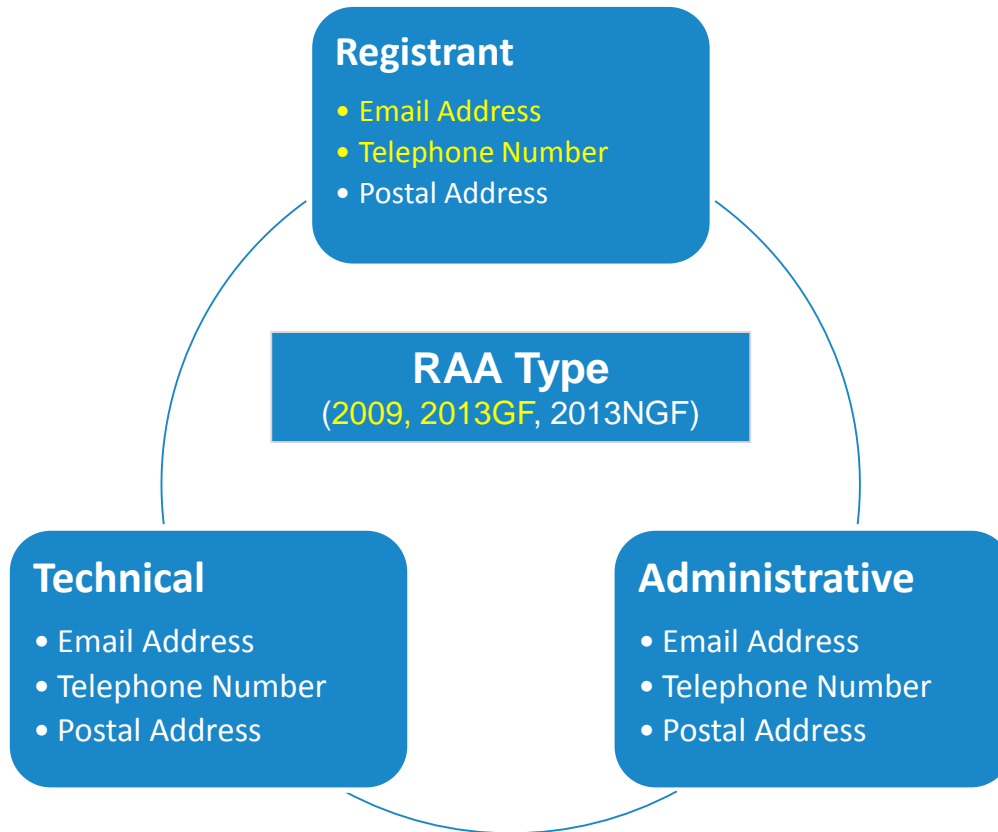 Registrant
• Email Address
• Telephone Number
• Postal Address
RAA Type
(2009, 2013GF, 2013NGF)
Technical
• Email Address
• Telephone Number
• Postal Address
Administrative
• Email Address
• Telephone Number
• Postal Address